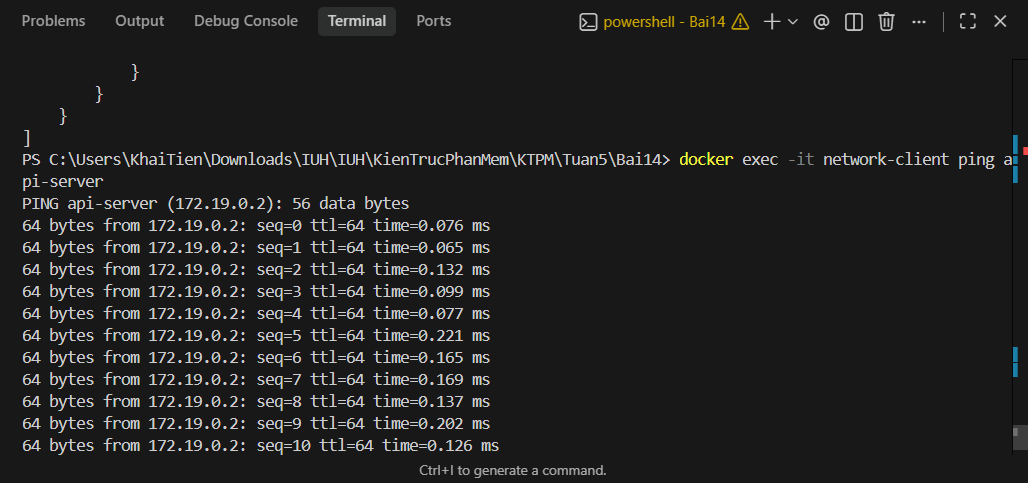 Problems Output Debug Console Terminal Ports powershell - Bai14
}
}
}
]
PS C:\Users\KhaiTien\Downloads\IUH\IUH\KienTrucPhanMem\KTPM\Tuan5\Bai14> docker exec -it network-client ping a
pi-server
PING api-server (172.19.0.2): 56 data bytes
64 bytes from 172.19.0.2: seq=0 ttl=64 time=0.076 ms
64 bytes from 172.19.0.2: seq=1 ttl=64 time=0.065 ms
64 bytes from 172.19.0.2: seq=2 ttl=64 time=0.132 ms
64 bytes from 172.19.0.2: seq=3 ttl=64 time=0.099 ms
64 bytes from 172.19.0.2: seq=4 ttl=64 time=0.077 ms
64 bytes from 172.19.0.2: seq=5 ttl=64 time=0.221 ms
64 bytes from 172.19.0.2: seq=6 ttl=64 time=0.165 ms
64 bytes from 172.19.0.2: seq=7 ttl=64 time=0.169 ms
64 bytes from 172.19.0.2: seq=8 ttl=64 time=0.137 ms
64 bytes from 172.19.0.2: seq=9 ttl=64 time=0.202 ms
64 bytes from 172.19.0.2: seq=10 ttl=64 time=0.126 ms
Ctrl+I to generate a command.